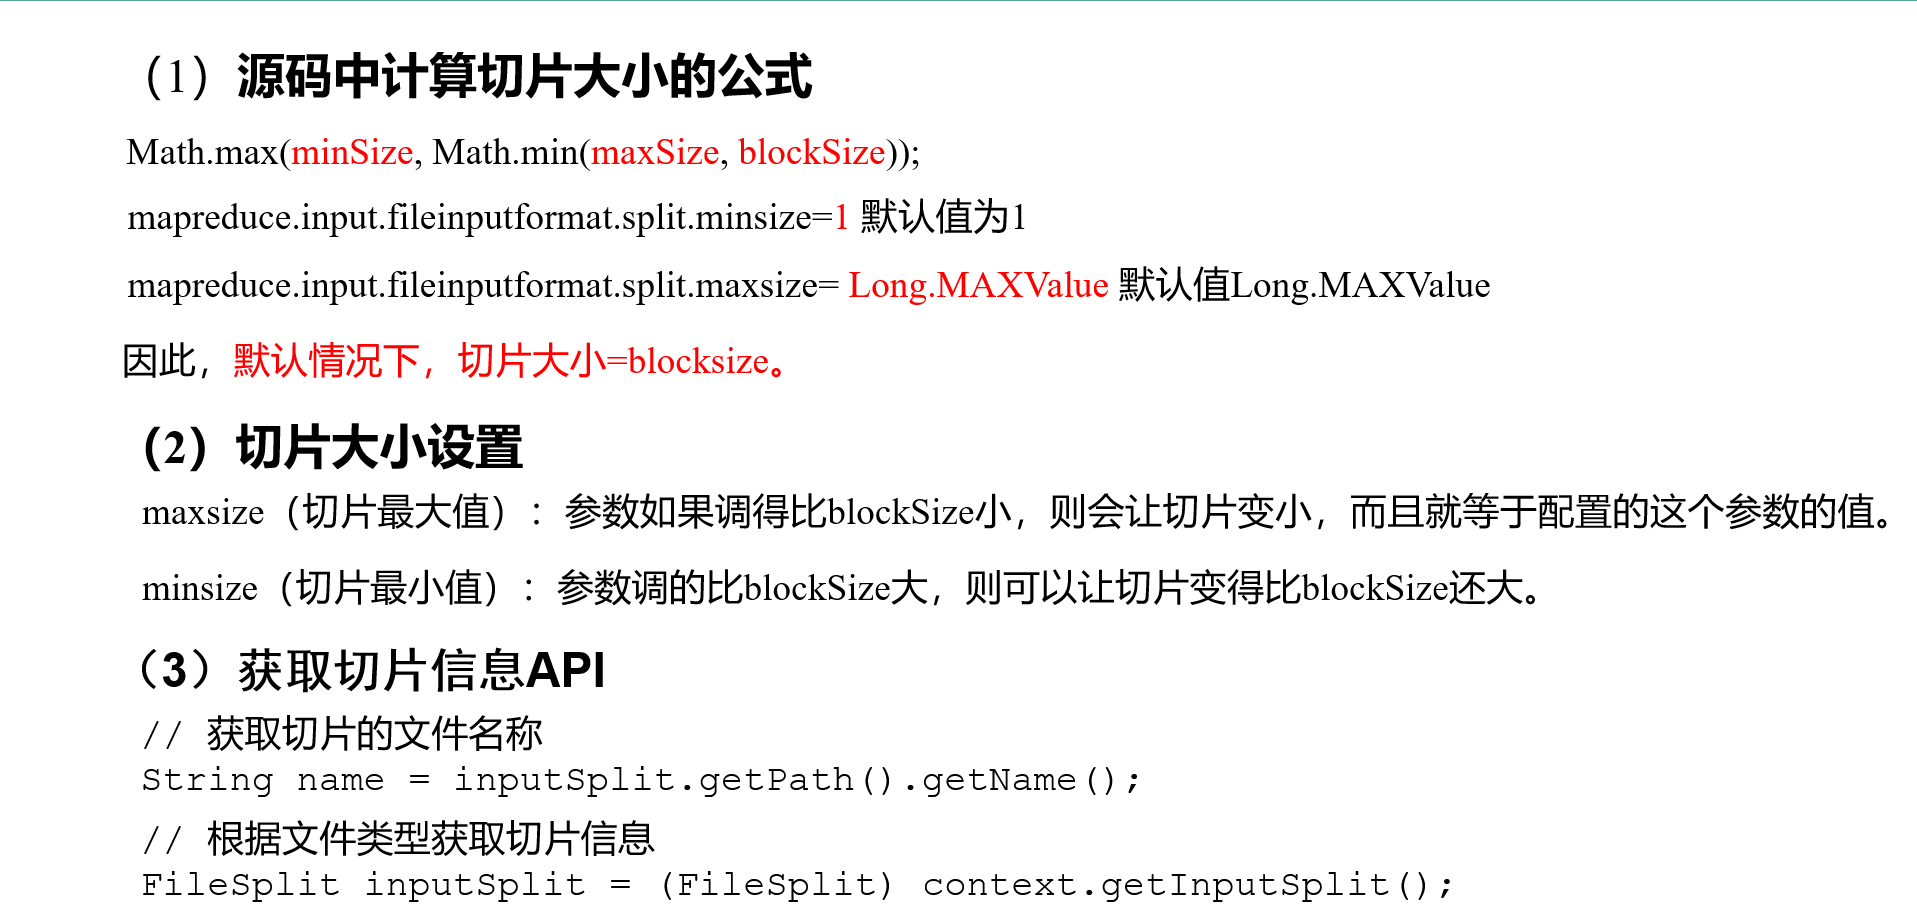 （1）源码中计算切片大小的公式
Math.max(minSize, Math.min(maxSize, blockSize));
mapreduce.input.fileinputformat.split.minsize=1 默认值为1
mapreduce.input.fileinputformat.split.maxsize= Long.MAXValue 默认值Long.MAXValue
因此，默认情况下，切片大小=blocksize。
（2）切片大小设置
maxsize（切片最大值）：参数如果调得比blockSize小，则会让切片变小，而且就等于配置的这个参数的值。
minsize（切片最小值）：参数调的比blockSize大，则可以让切片变得比blockSize还大。
（3）获取切片信息API
// 获取切片的文件名称
String name = inputSplit.getPath().getName();
// 根据文件类型获取切片信息
FileSplit inputSplit = (FileSplit) context.getInputSplit();